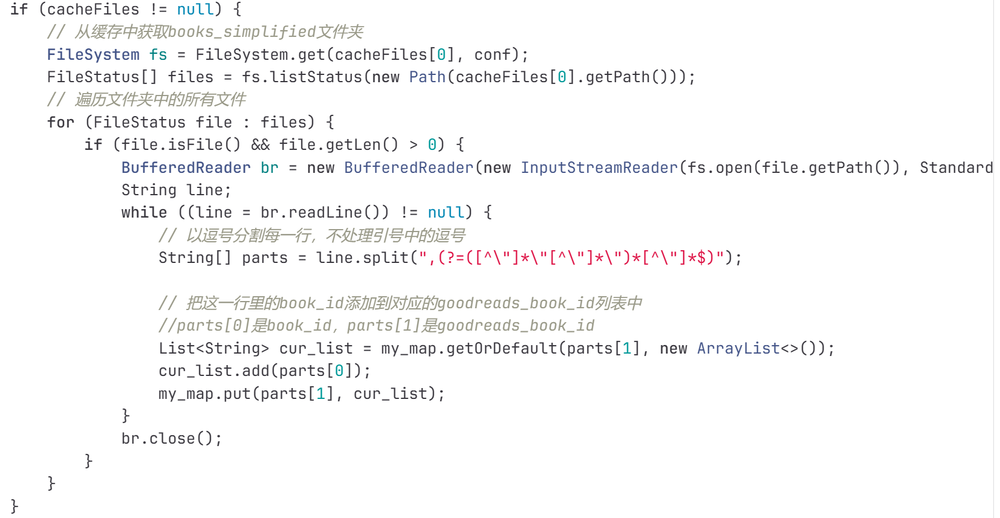 if (cacheFiles != null) {
    // 从缓存中获取books_simplified文件夹
    FileSystem fs = FileSystem.get(cacheFiles[0], conf);
    FileStatus[] files = fs.listStatus(new Path(cacheFiles[0].getPath()));
    // 遍历文件夹中的所有文件
    for (FileStatus file : files) {
        if (file.isFile() && file.getLen() > 0) {
            BufferedReader br = new BufferedReader(new InputStreamReader(fs.open(file.getPath()), Standard
            String line;
            while ((line = br.readLine()) != null) {
                // 以逗号分割每一行，不处理引号中的逗号
                String[] parts = line.split(",(?=([^\"]*\"[^\"]*\")*[^\"]*$)");
                // 把这一行里的book_id添加到对应的goodreads_book_id列表中
                //parts[0]是book_id，parts[1]是goodreads_book_id
                List<String> cur_list = my_map.getOrDefault(parts[1], new ArrayList<>());
                cur_list.add(parts[0]);
                my_map.put(parts[1], cur_list);
            }
            br.close();
        }
    }
}